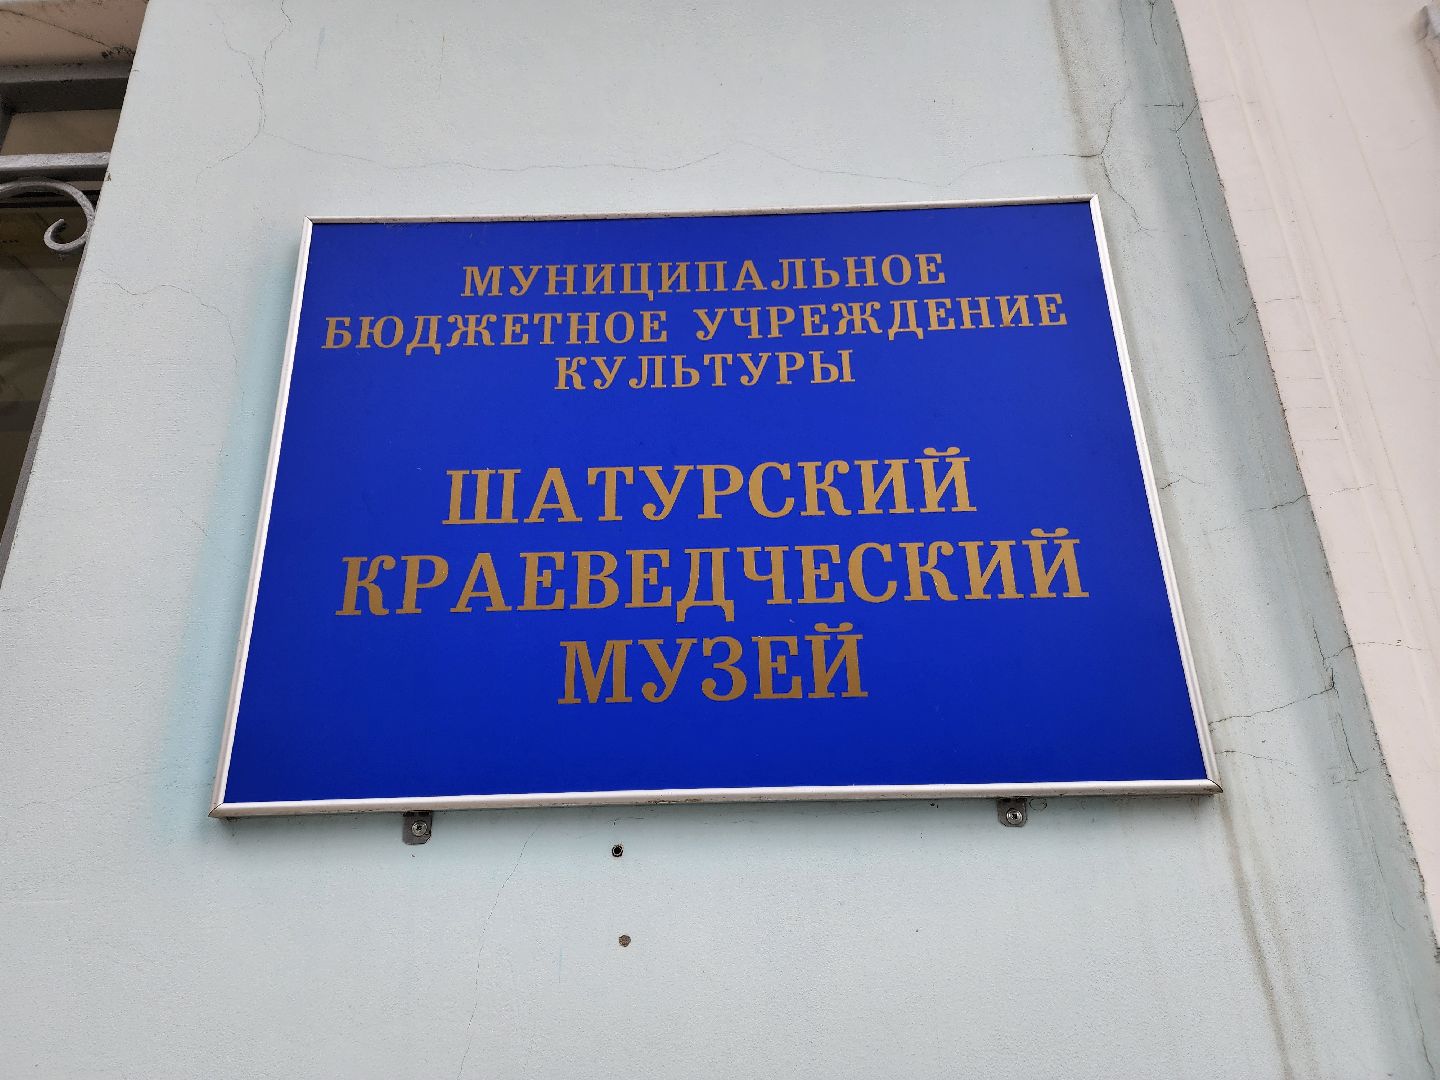 МУНИЦИПАЛЬНОЕ
БЮДЖЕТНОЕ УЧРЕЖДЕНИЕ
КУЛЬТУРЫ
ШАТУРСКИЙ
КРАЕВЕДЧЕСКИЙ
МУЗЕЙ